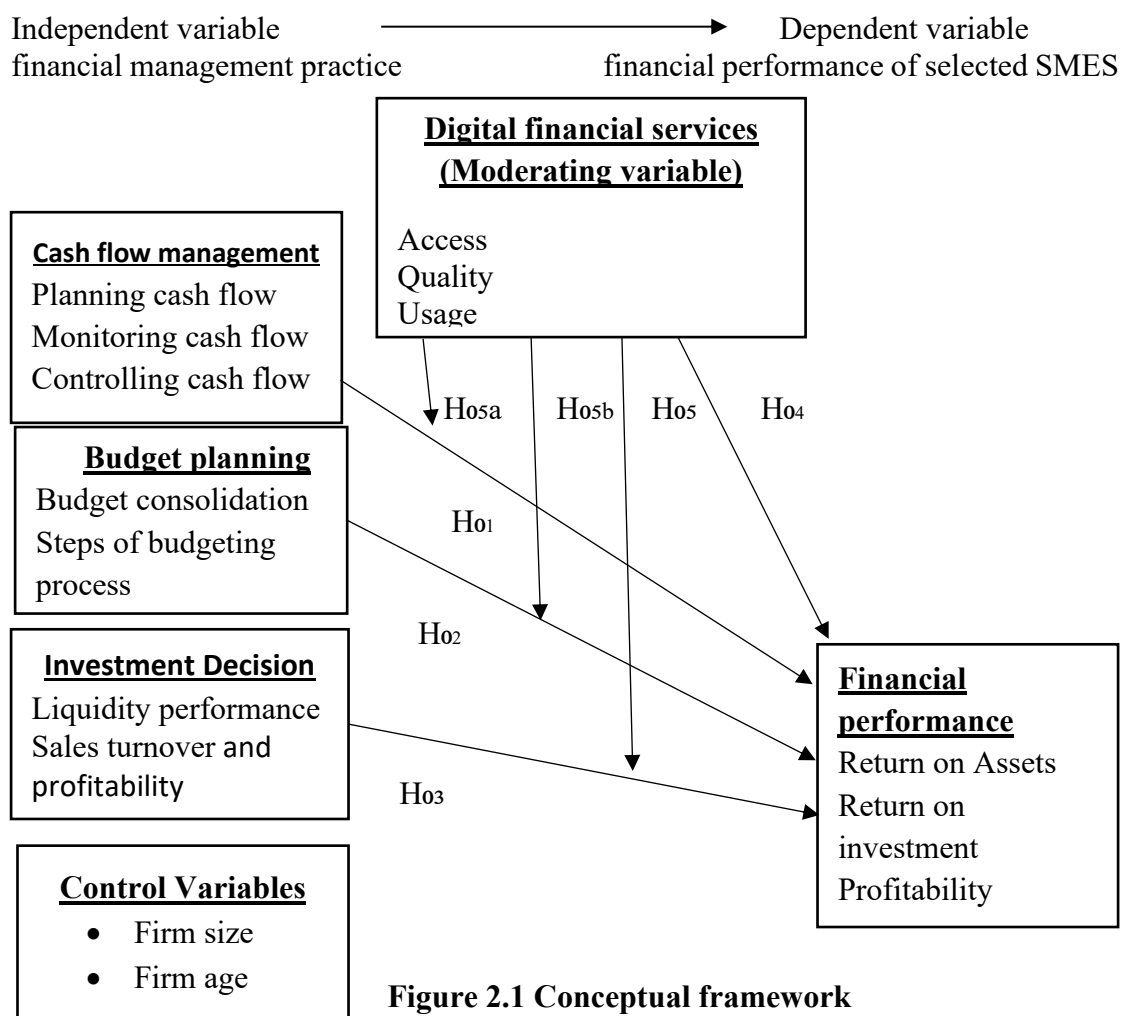 Independent variable
financial management practice
Dependent variable
financial performance of selected SMES
Digital financial services
(Moderating variable)
Access
Quality
Usage
Cash flow management
Planning cash flow
Monitoring cash flow
Controlling cash flow
H05a
H05b
H05
H04
Budget planning
Budget consolidation
Steps of budgeting
process
H01
H02
Investment Decision
Liquidity performance
Sales turnover and
profitability
H03
Financial
performance
Return on Assets
Return on
investment
Profitability
Control Variables
• Firm size
• Firm age
Figure 2.1 Conceptual framework